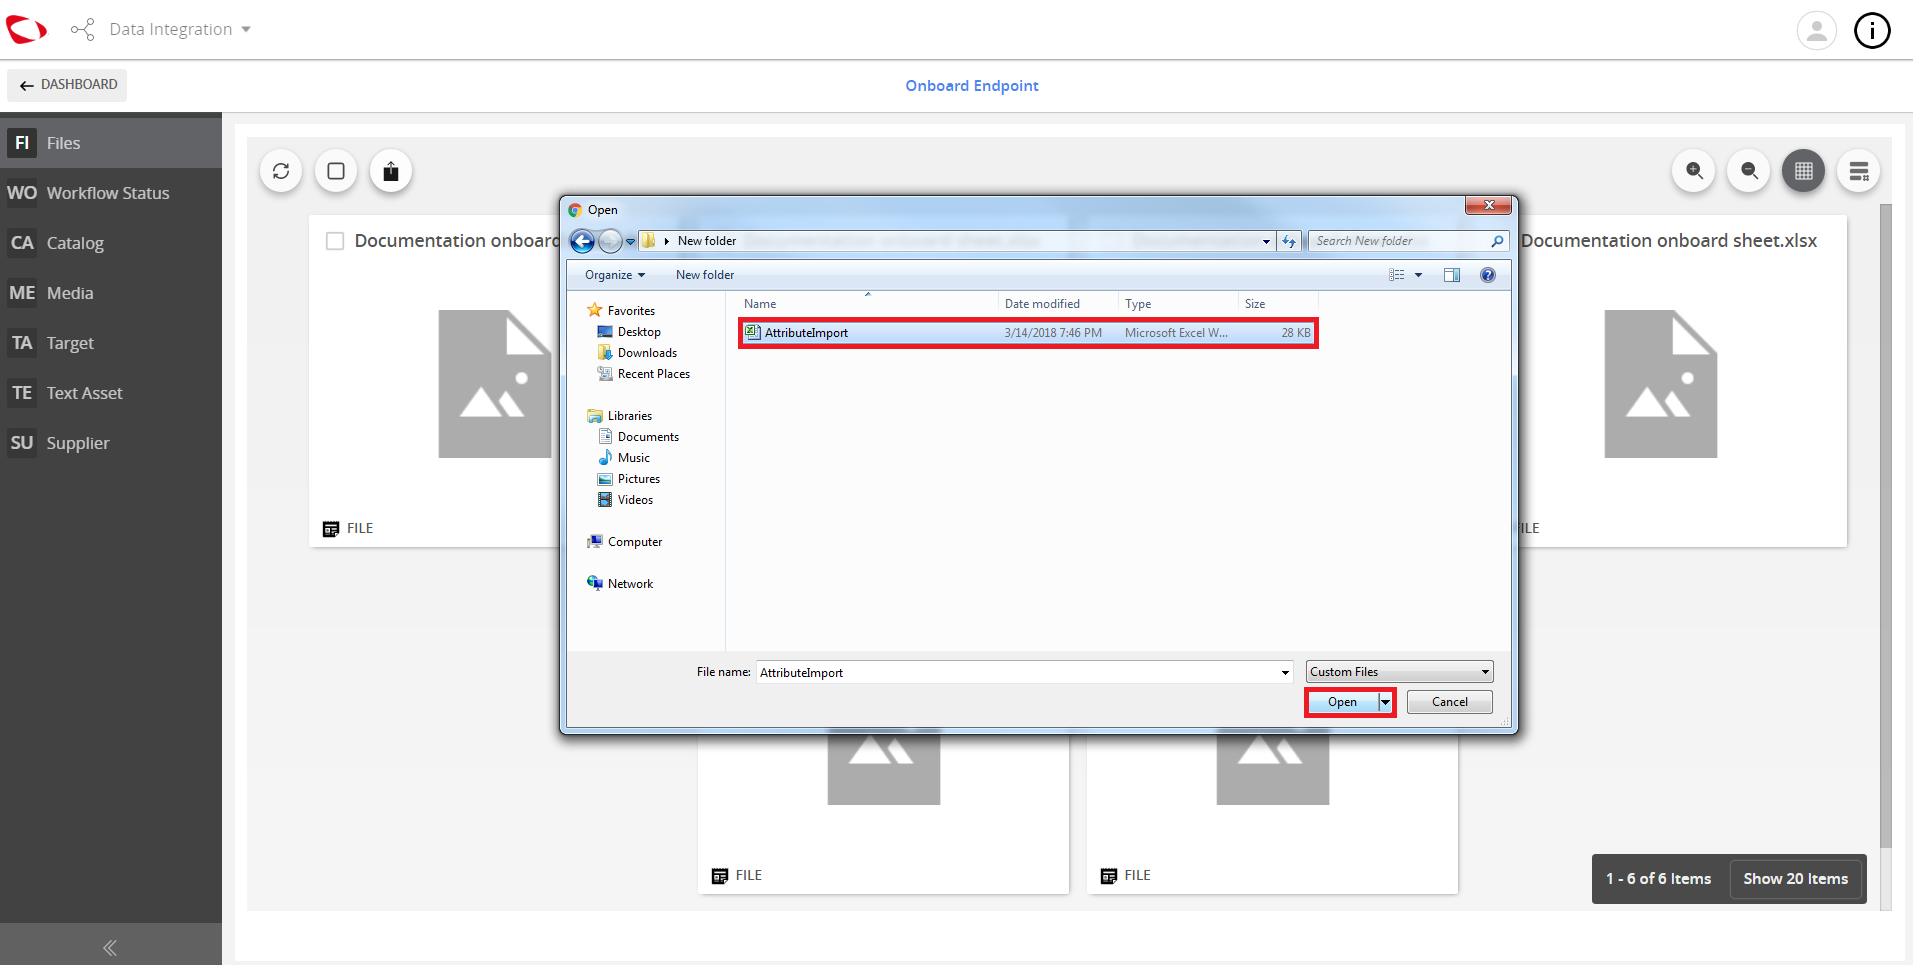 Data Integration
i
DASHBOARD
Onboard Endpoint
FI Files
WO Workflow Status
CA Catalog
ME Media
TA Target
TE Text Asset
SU Supplier
Documentation onboard
FILE
Open
New folder
Search New folder
Organize
New folder
Favorites
Desktop
Downloads
Recent Places
Libraries
Documents
Music
Pictures
Videos
Computer
Network
Name Date modified Type Size
AttributeImport 3/14/2018 7:46 PM Microsoft Excel W... 28 KB
File name: AttributeImport
Custom Files
Open
Cancel
Documentation onboard sheet.xlsx
ILE
FILE
FILE
1 - 6 of 6 Items
Show 20 Items